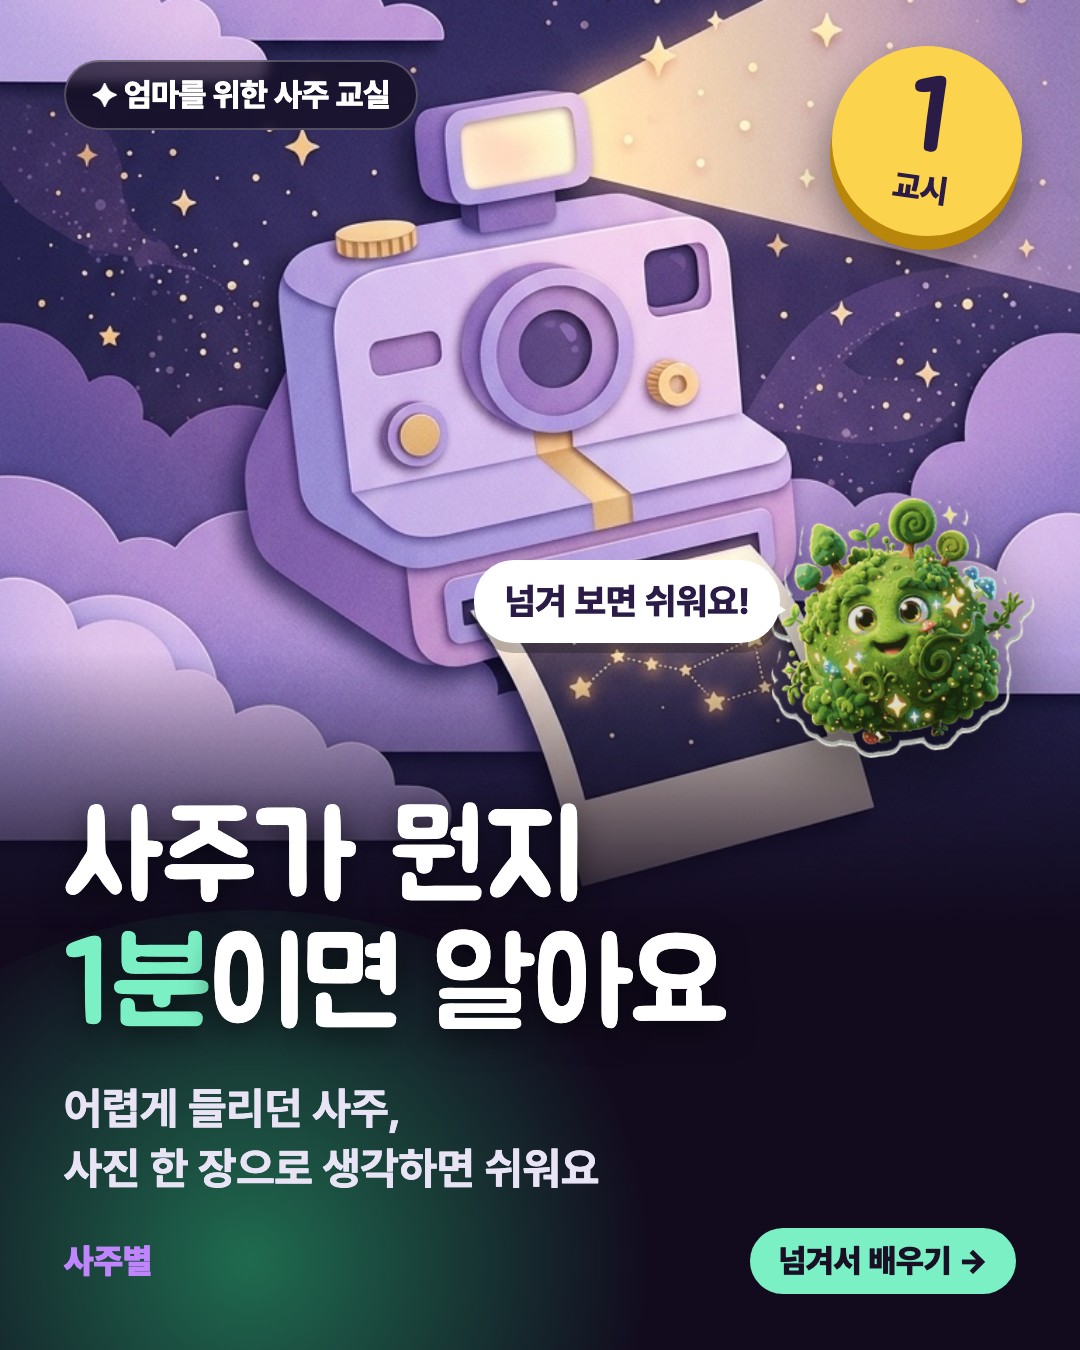 ✦ 엄마를 위한 사주 교실
1
교시
넘겨 보면 쉬워요!
사주가 뭔지
1분이면 알아요
어렵게 들리던 사주,
사진 한 장으로 생각하면 쉬워요
사주별
넘겨서 배우기 →